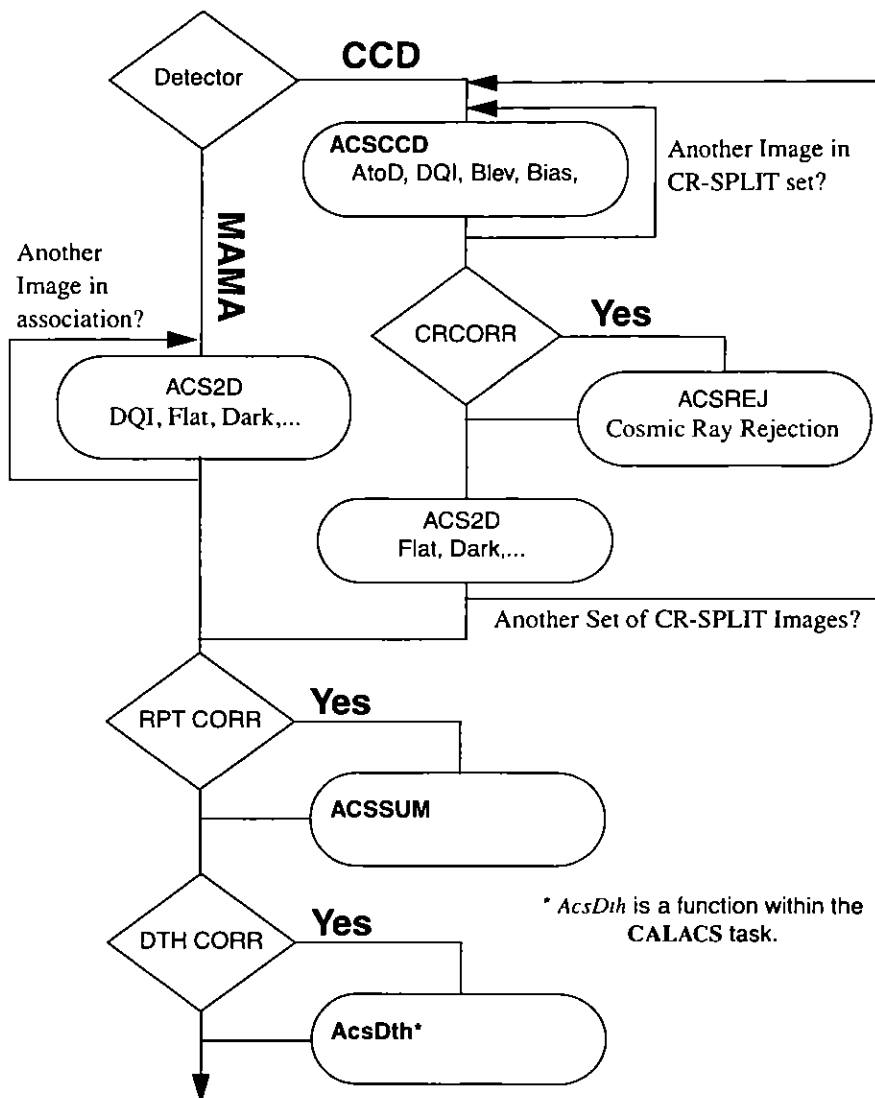 Detector
CCD
ACSCCD
AtoD, DQI, Blev, Bias,
Another Image in
CR-SPLIT set?
MAMA
Another
Image in
association?
CRCORR
Yes
ACS2D
DQI, Flat, Dark,...
ACSREJ
Cosmic Ray Rejection
ACS2D
Flat, Dark,...
Another Set of CR-SPLIT Images?
RPT CORR
Yes
ACSSUM
* AcsDth is a function within the
CALACS task.
DTH CORR
Yes
AcsDth*